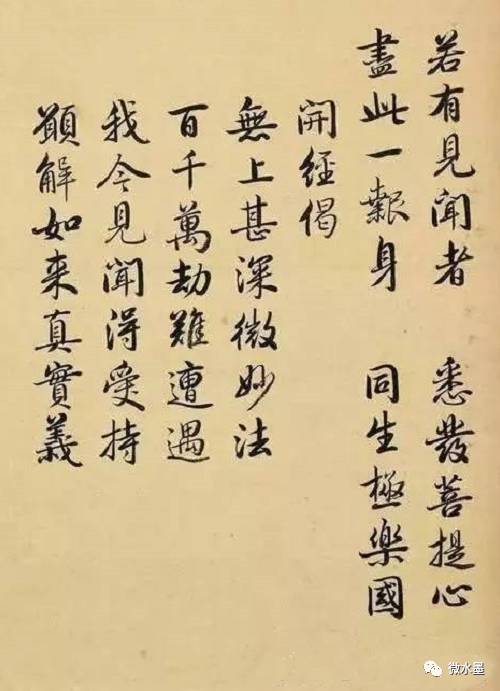 若有見聞者 悉發菩提心
盡此一報身 同生極樂國
開經偈
無上甚深微妙法
百千萬劫難遭遇
我今見聞得受持
願解如来真實義
微水墨